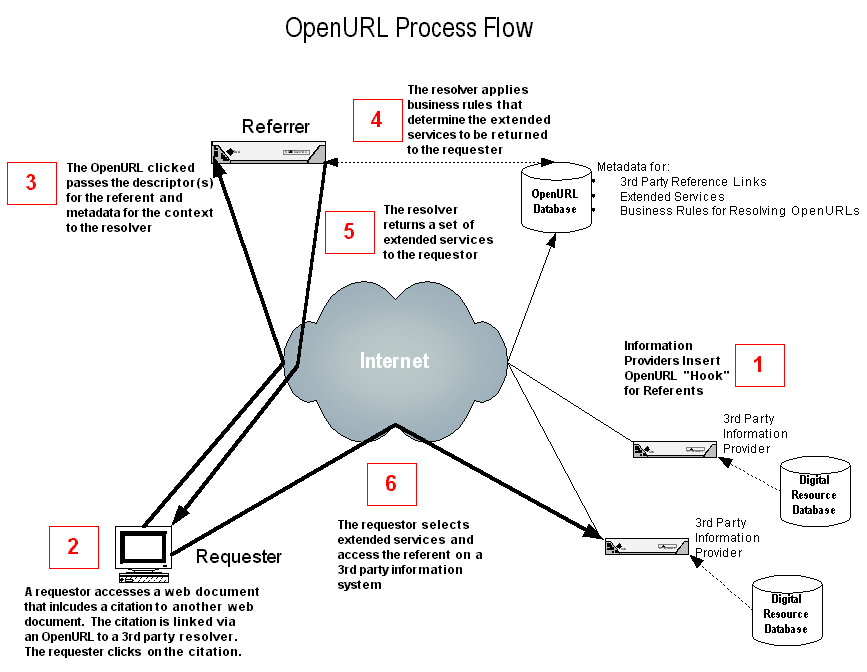 OpenURL Process Flow
The resolver applies
business rules that
determine the extended
services to be returned
to the requester
4
Referrer
3
The OpenURL clicked
passes the descriptor(s)
for the referent and
metadata for the context
to the resolver
Metadata for:
3rd Party Reference Links
Extended Services
Business Rules for Resolving OpenURLs
OpenURL
Database
5
The resolver
returns a set of
extended services
to the requestor
Internet
Information
Providers Insert
OpenURL "Hook"
for Referents
1
3rd Party
Information
Provider
Digital
Resource
Database
6
The requestor selects
extended services and
access the referent on a
3rd party information
system
3rd Party
Information
Provider
Digital
Resource
Database
2
Requester
A requestor accesses a web document
that inlcudes a citation to another web
document. The citation is linked via
an OpenURL to a 3rd party resolver.
The requester clicks on the citation.